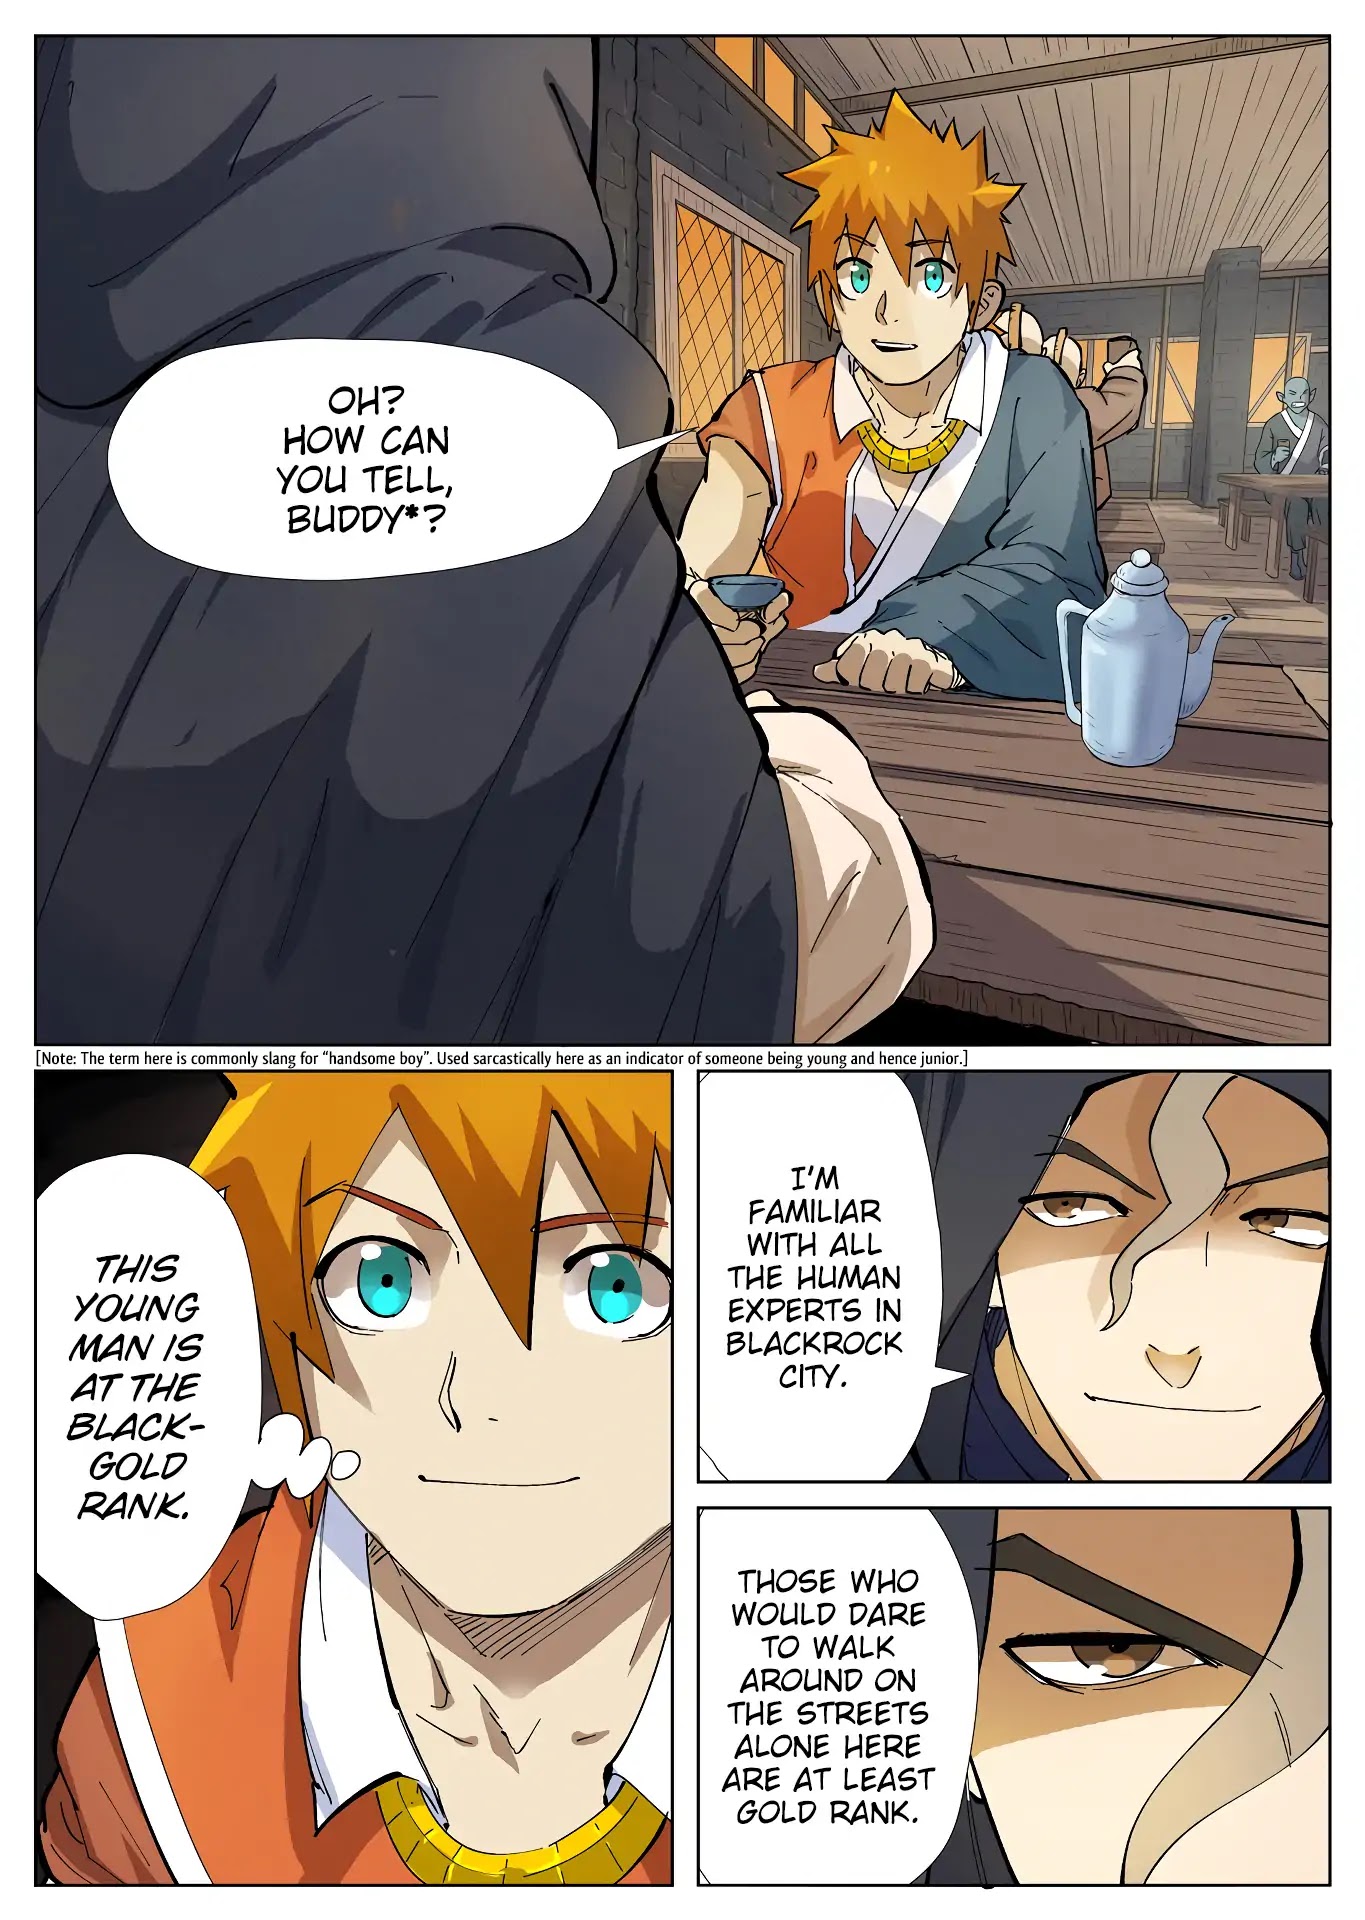 OH?
HOW CAN
YOU TELL,
BUDDY*?
[Note: The term here is commonly slang for “handsome boy”. Used sarcastically here as an indicator of someone being young and hence junior.]
THIS
YOUNG
MAN IS
AT THE
BLACK-
GOLD
RANK.
I'M
FAMILIAR
WITH ALL
THE HUMAN
EXPERTS IN
BLACKROCK
CITY.
THOSE WHO
WOULD DARE
TO WALK
AROUND ON
THE STREETS
ALONE HERE
ARE AT LEAST
GOLD RANK.